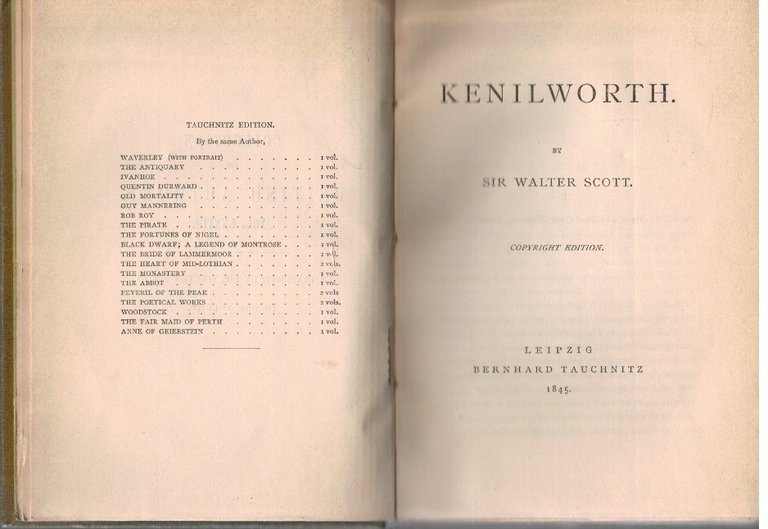 TAUCHNITZ EDITION.
By the same Author,
WAVERLEY (WITH PORTRAIT) . . . . . . . 1 vol.
THE ANTIQUARY . . . . . . . . . 1 vol.
IVANHOE . . . . . . . . . . . 1 vol.
QUENTIN DURWARD . . . . . . . . . 1 vol.
OLD MORTALITY . . . . . . . . . 1 vol.
GUY MANNERING . . . . . . . . . 1 vol.
ROB ROY . . . . . . . . . . . 1 vol.
THE PIRATE . . . . . . . . . . 1 vol.
THE FORTUNES OF NIGEL . . . . . . . 1 vol.
BLACK DWARF; A LEGEND OF MONTROSE . . . 1 vol.
THE BRIDE OF LAMMERMOOR . . . . . . 1 vol.
THE HEART OF MID-LOTHIAN . . . . . . 2 vols.
THE MONASTERY . . . . . . . . . 1 vol.
THE ABBOT . . . . . . . . . . 1 vol.
PEVERIL OF THE PEAK . . . . . . . . 2 vols
THE POETICAL WORKS . . . . . . . . 2 vols.
WOODSTOCK . . . . . . . . . . 1 vol.
THE FAIR MAID OF PERTH . . . . . . . 1 vol.
ANNE OF GEIERSTEIN . . . . . . . . 1 vol.
KENILWORTH.
BY
SIR WALTER SCOTT.
COPYRIGHT EDITION.
LEIPZIG
BERNHARD TAUCHNITZ
1845.